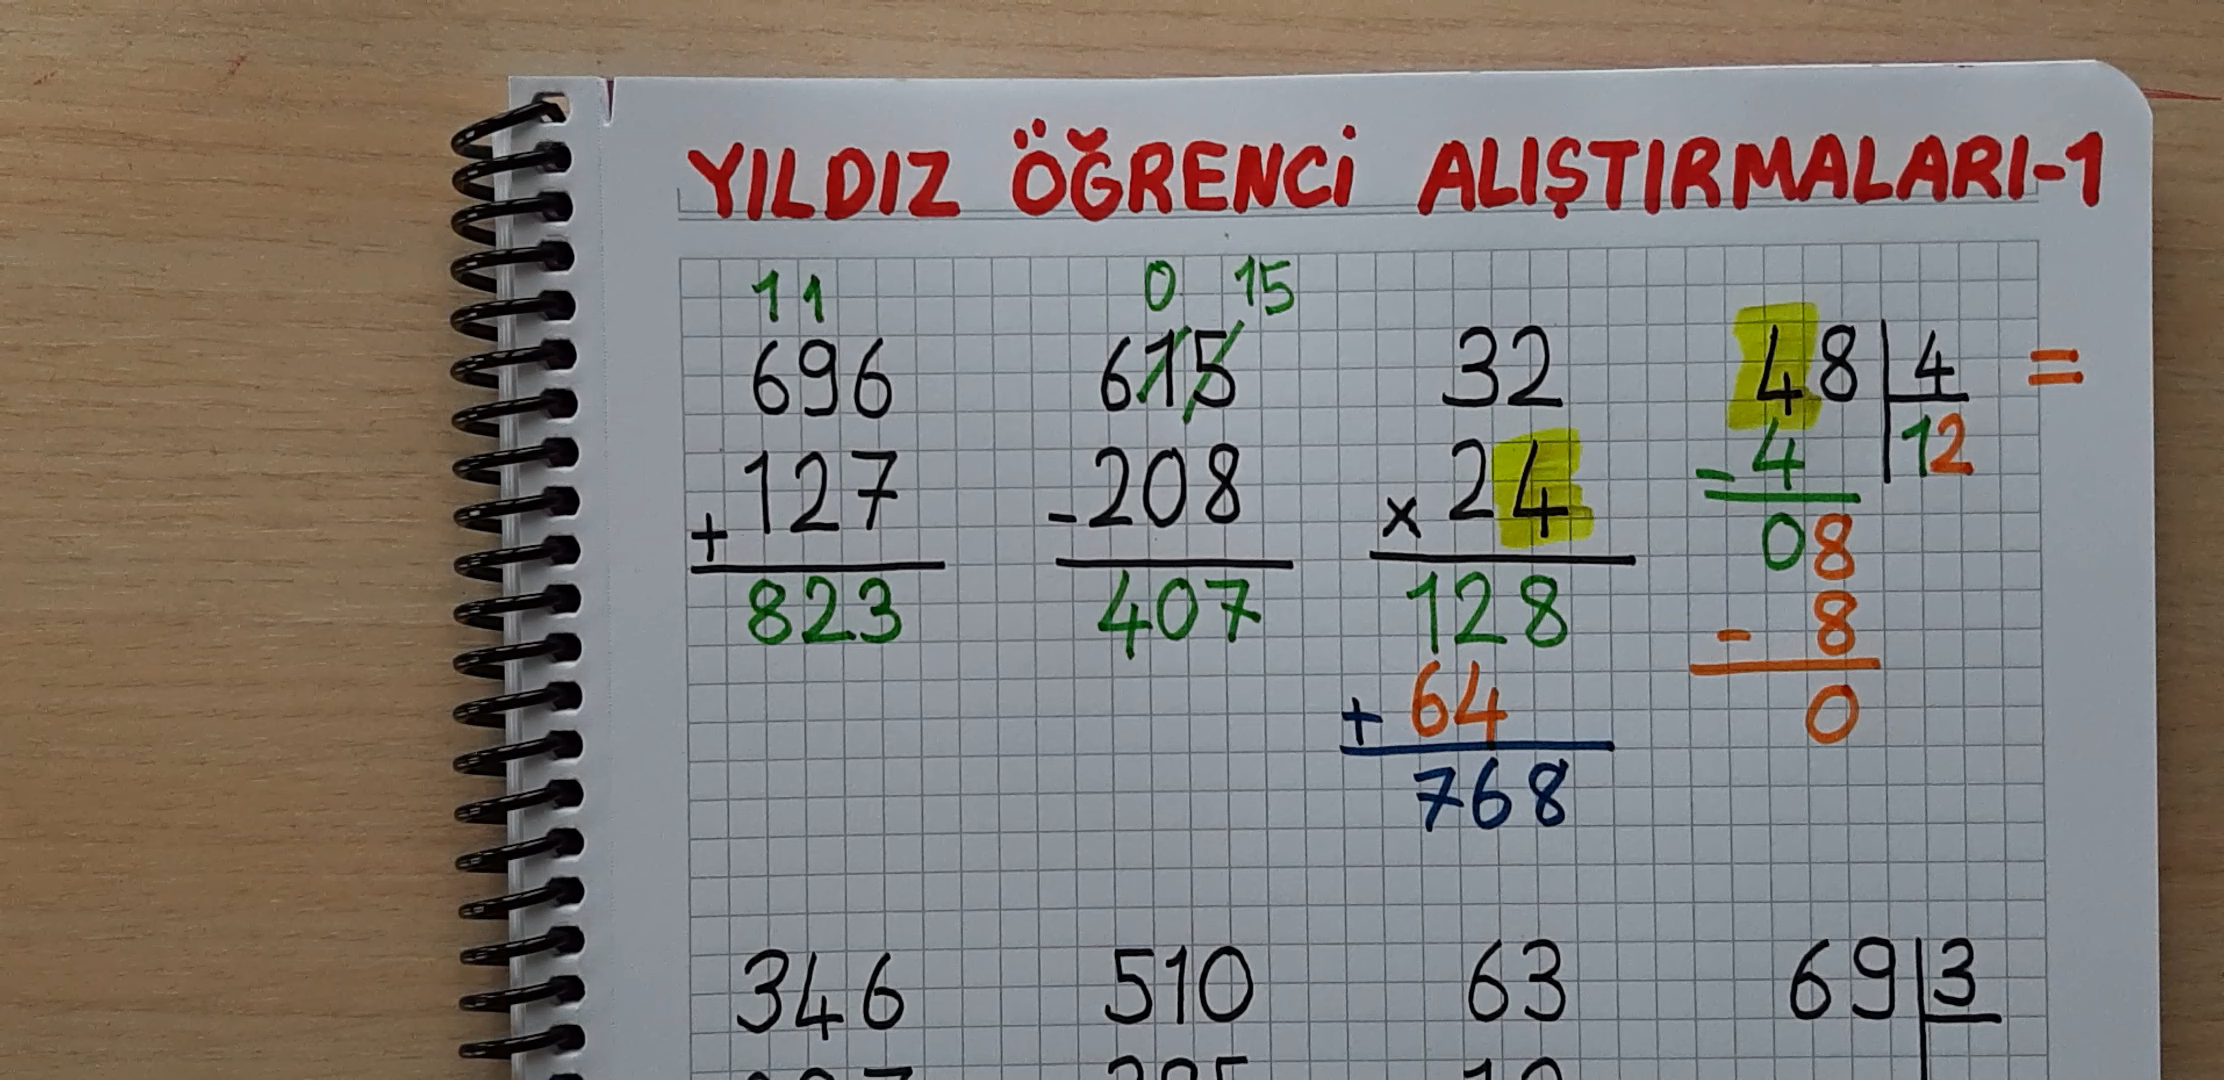 YILDIZ ÖĞRENCİ ALIŞTIRMALARI-1
11 0 15
696 615 32 48 4 =
+127 -208 x 24 -4 12
823 407 128 08
+ 64 - 8
768 0
346 510 63 69 3